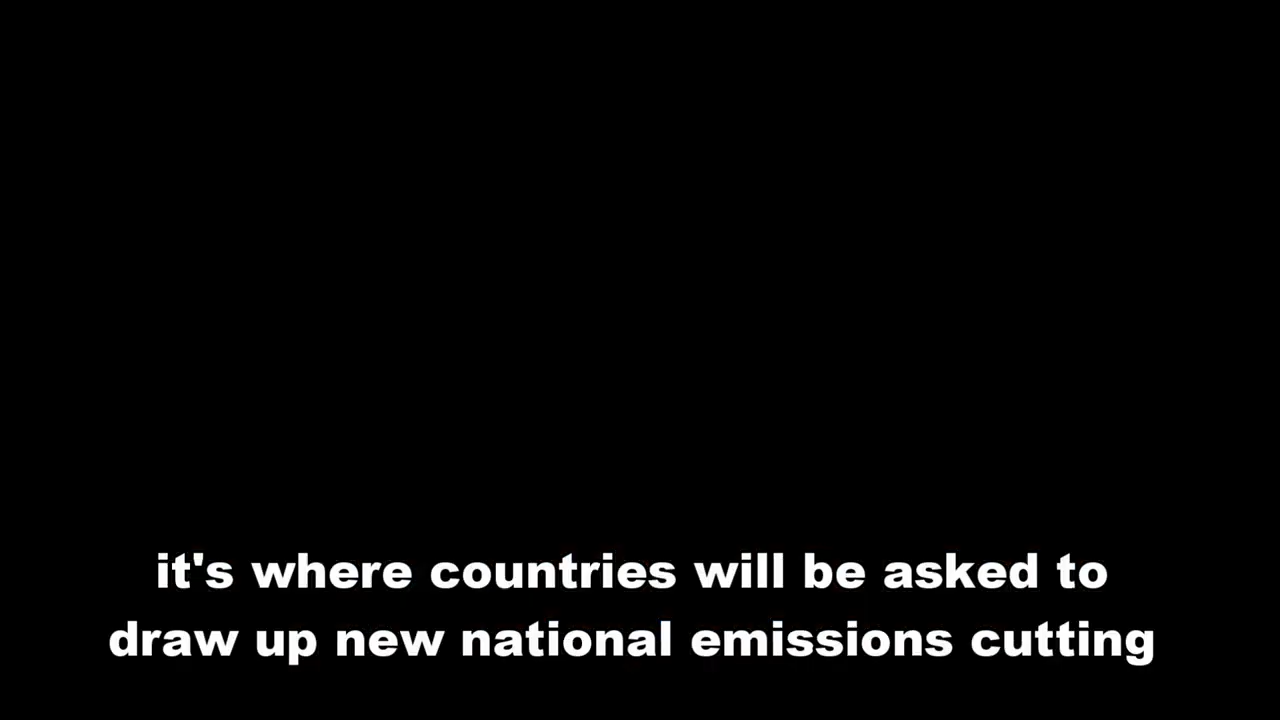 it's where countries will be asked to
draw up new national emissions cutting